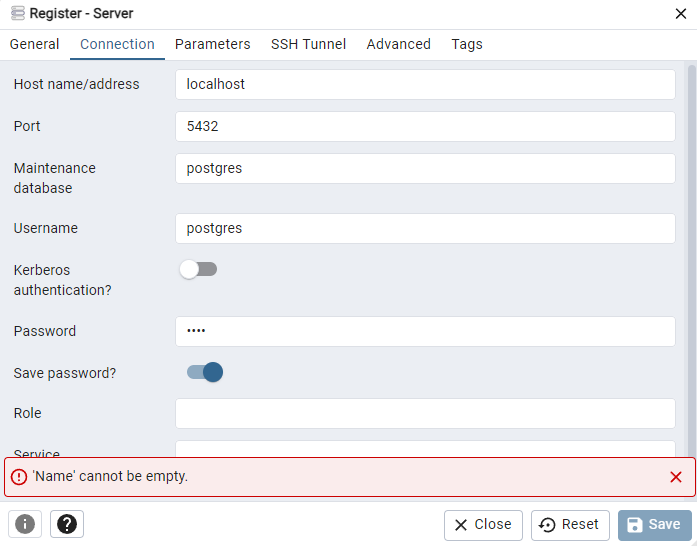 Register - Server
General Connection Parameters SSH Tunnel Advanced Tags
Host name/address localhost
Port 5432
Maintenance postgres
database
Username postgres
Kerberos
authentication?
Password ••••
Save password?
Role
Service
'Name' cannot be empty.
Close Reset Save